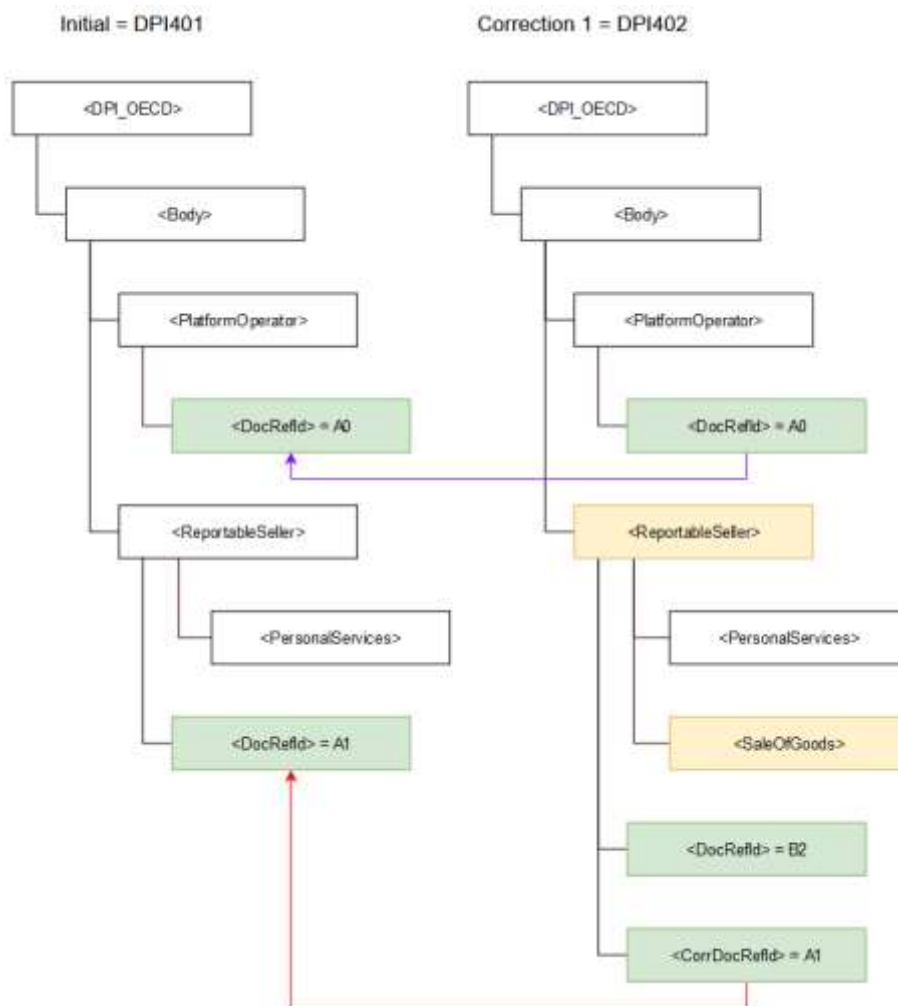 Initial = DPI401
Correction 1 = DPI402
<DPI_OECD>
<Body>
<PlatformOperator>
<DocRefId> = A0
<ReportableSeller>
<PersonalServices>
<DocRefId> = A1
<DPI_OECD>
<Body>
<PlatformOperator>
<DocRefId> = A0
<ReportableSeller>
<PersonalServices>
<SaleOfGoods>
<DocRefId> = B2
<CorrDocRefId> = A1